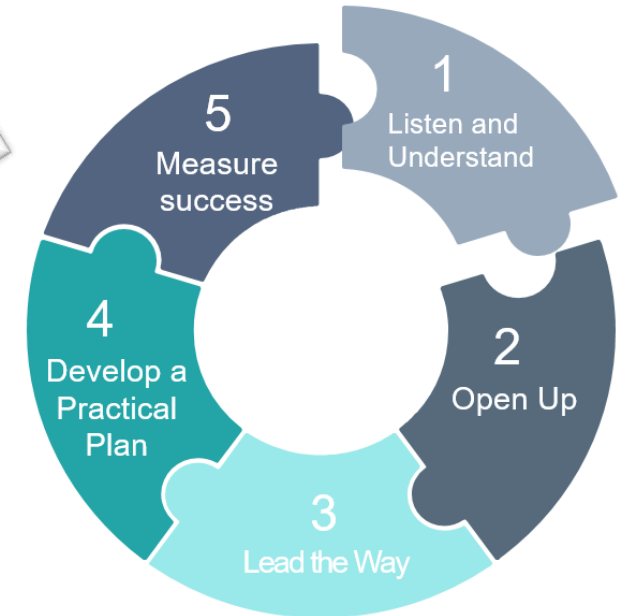 1
Listen and
Understand
2
Open Up
3
Lead the Way
4
Develop a
Practical
Plan
5
Measure
success